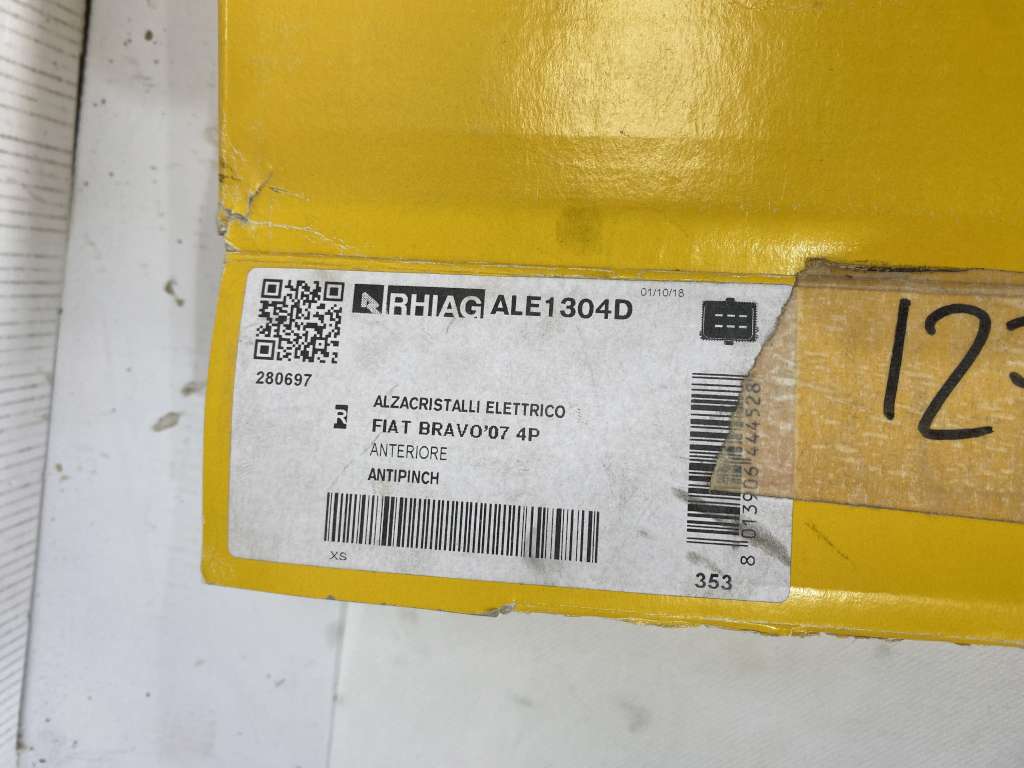 RHIAG ALE1304D
01/10/18
280697
R
ALZACRISTALLI ELETTRICO
FIAT BRAVO'07 4P
ANTERIORE
ANTIPINCH
XS
8 013906 444528
353
12